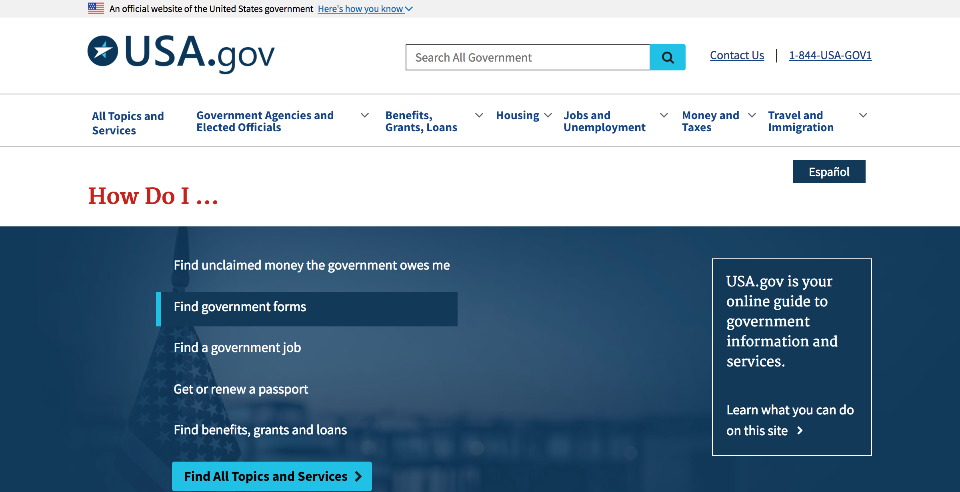 An official website of the United States government Here's how you know
USA.gov
Search All Government
Contact Us
1-844-USA-GOV1
All Topics and
Services
Government Agencies and
Elected Officials
Benefits,
Grants, Loans
Housing
Jobs and
Unemployment
Money and
Taxes
Travel and
Immigration
Español
How Do I ...
Find unclaimed money the government owes me
Find government forms
Find a government job
Get or renew a passport
Find benefits, grants and loans
Find All Topics and Services
USA.gov is your
online guide to
government
information and
services.
Learn what you can do
on this site